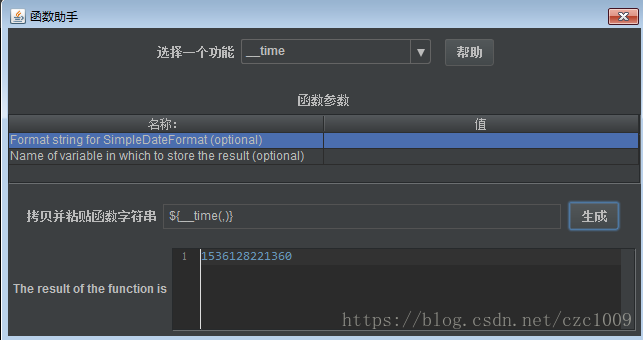 函数助手
选择一个功能 __time 帮助
函数参数
名称: 值
Format string for SimpleDateFormat (optional)
Name of variable in which to store the result (optional)
拷贝并粘贴函数字符串 ${__time(,)} 生成
1 1536128221360
The result of the function is
https://blog.csdn.net/czc1009